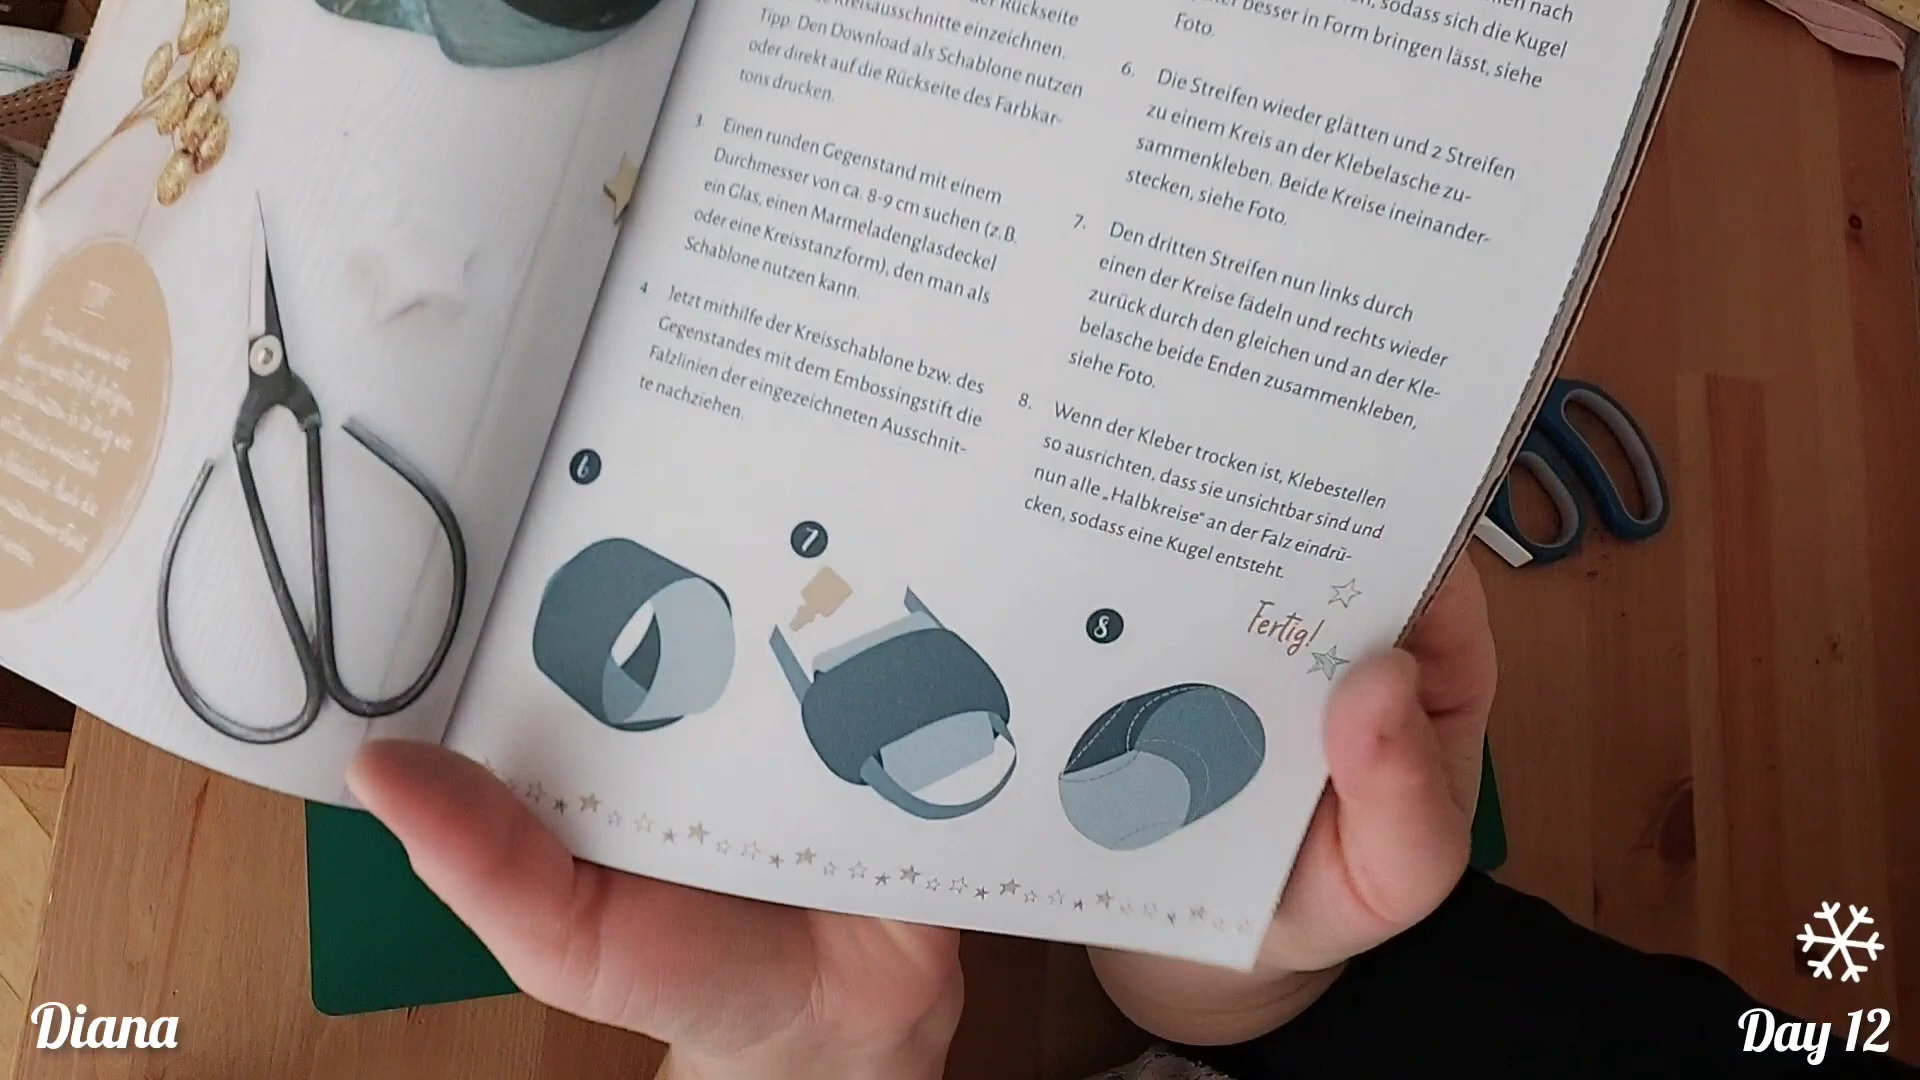 der Rückseite
Kreisausschnitte einzeichnen.
Tipp: Den Download als Schablone nutzen
oder direkt auf die Rückseite des Farbkar-
tons drucken.
3. Einen runden Gegenstand mit einem
Durchmesser von ca. 8-9 cm suchen (z. B.
ein Glas, einen Marmeladenglasdeckel
oder eine Kreisstanzform), den man als
Schablone nutzen kann.
4. Jetzt mithilfe der Kreisschablone bzw. des
Gegenstandes mit dem Embossingstift die
Falzlinien der eingezeichneten Ausschnit-
te nachziehen.
nach
sodass sich die Kugel
besser in Form bringen lässt, siehe
Foto.
6. Die Streifen wieder glätten und 2 Streifen
zu einem Kreis an der Klebelasche zu-
sammenkleben. Beide Kreise ineinander-
stecken, siehe Foto.
7. Den dritten Streifen nun links durch
einen der Kreise fädeln und rechts wieder
zurück durch den gleichen und an der Kle-
belasche beide Enden zusammenkleben,
siehe Foto.
8. Wenn der Kleber trocken ist, Klebestellen
so ausrichten, dass sie unsichtbar sind und
nun alle „Halbkreise“ an der Falz eindrü-
cken, sodass eine Kugel entsteht.
6
7
8
Fertig!
Diana
Day 12